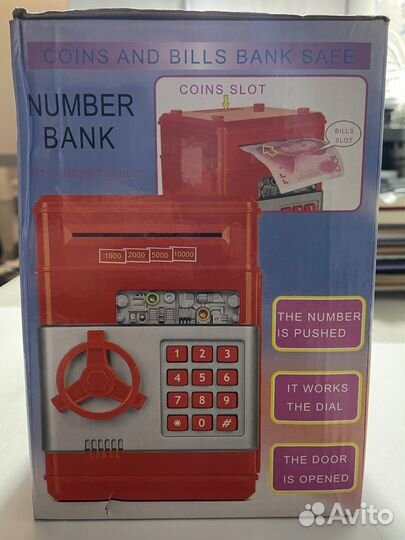 COINS AND BILLS BANK SAFE
NUMBER
BANK
COINS SLOT
BILLS
SLOT
1000 2000 5000 10000
1 2 3
4 5 6
7 8 9
* 0 #
THE NUMBER
IS PUSHED
IT WORKS
THE DIAL
THE DOOR
IS OPENED
Avito